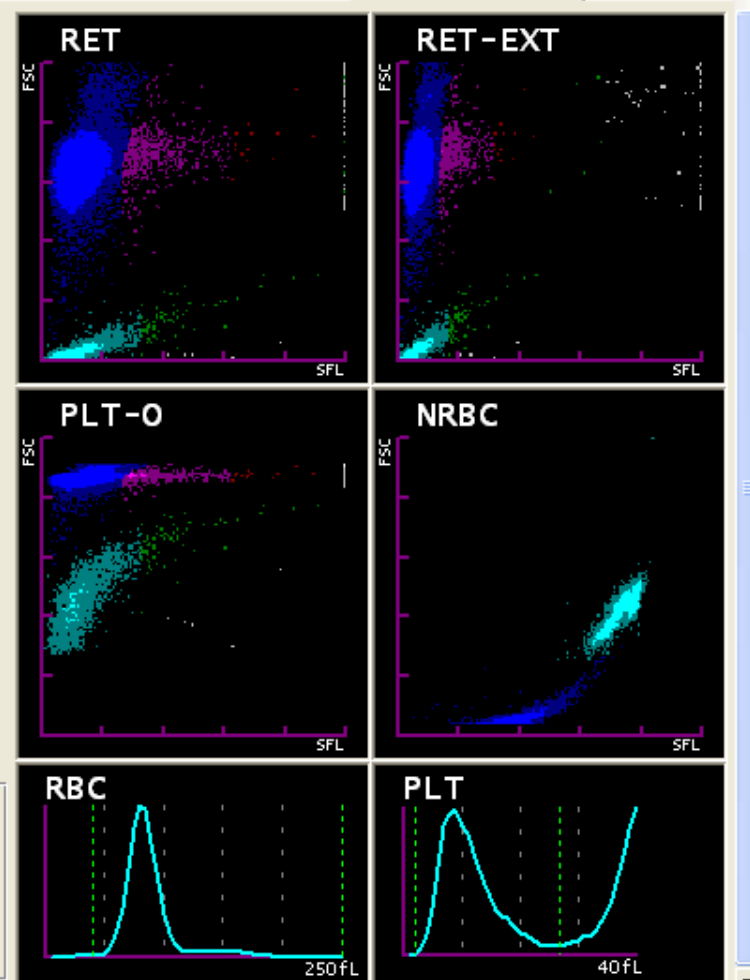 RET
FSC
SFL
RET-EXT
FSC
SFL
PLT-O
FSC
SFL
NRBC
FSC
SFL
RBC
250fL
PLT
40fL